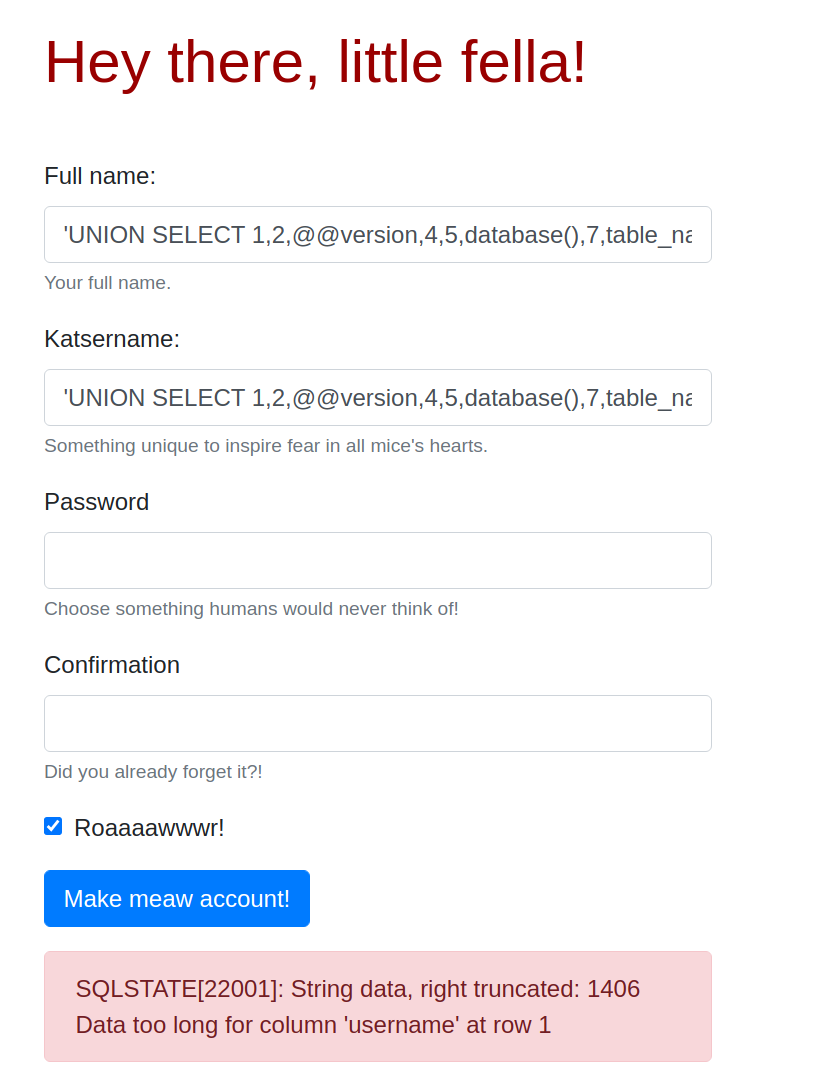 Hey there, little fella!
Full name:
'UNION SELECT 1,2,@@version,4,5,database(),7,table_na
Your full name.
Katsername:
'UNION SELECT 1,2,@@version,4,5,database(),7,table_na
Something unique to inspire fear in all mice's hearts.
Password
Choose something humans would never think of!
Confirmation
Did you already forget it?!
Roaaaawwwr!
Make meaw account!
SQLSTATE[22001]: String data, right truncated: 1406
Data too long for column 'username' at row 1